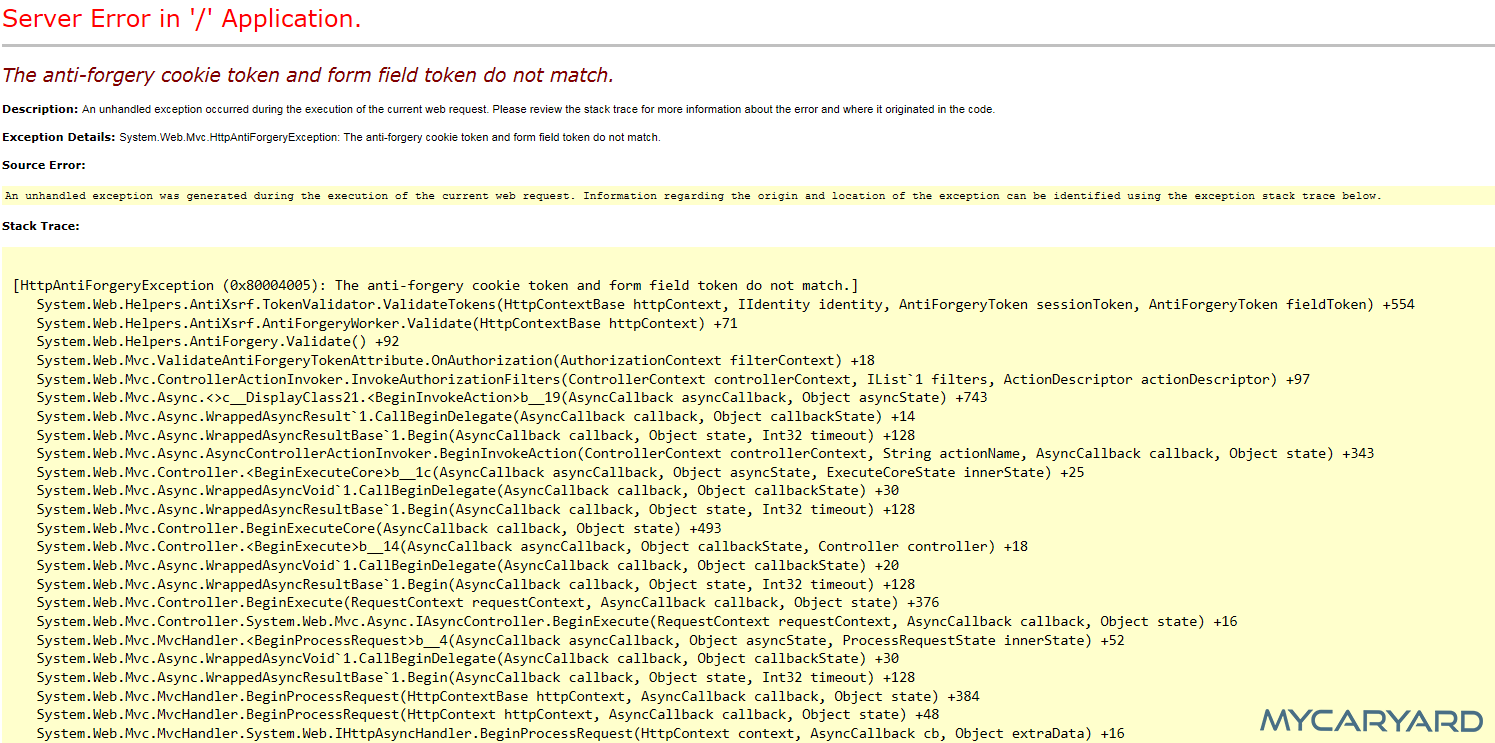 Server Error in '/' Application.
The anti-forgery cookie token and form field token do not match.
Description: An unhandled exception occurred during the execution of the current web request. Please review the stack trace for more information about the error and where it originated in the code.
Exception Details: System.Web.Mvc.HttpAntiForgeryException: The anti-forgery cookie token and form field token do not match.
Source Error:
An unhandled exception was generated during the execution of the current web request. Information regarding the origin and location of the exception can be identified using the exception stack trace below.
Stack Trace:
[HttpAntiForgeryException (0x80004005): The anti-forgery cookie token and form field token do not match.]
System.Web.Helpers.AntiXsrf.TokenValidator.ValidateTokens(HttpContextBase httpContext, IIdentity identity, AntiForgeryToken sessionToken, AntiForgeryToken fieldToken) +554
System.Web.Helpers.AntiXsrf.AntiForgeryWorker.Validate(HttpContextBase httpContext) +71
System.Web.Helpers.AntiForgery.Validate() +92
System.Web.Mvc.ValidateAntiForgeryTokenAttribute.OnAuthorization(AuthorizationContext filterContext) +18
System.Web.Mvc.ControllerActionInvoker.InvokeAuthorizationFilters(ControllerContext controllerContext, IList`1 filters, ActionDescriptor actionDescriptor) +97
System.Web.Mvc.Async.<>c__DisplayClass21.<BeginInvokeAction>b__19(AsyncCallback asyncCallback, Object asyncState) +743
System.Web.Mvc.Async.WrappedAsyncResult`1.CallBeginDelegate(AsyncCallback callback, Object callbackState) +14
System.Web.Mvc.Async.WrappedAsyncResultBase`1.Begin(AsyncCallback callback, Object state, Int32 timeout) +128
System.Web.Mvc.Async.AsyncControllerActionInvoker.BeginInvokeAction(ControllerContext controllerContext, String actionName, AsyncCallback callback, Object state) +343
System.Web.Mvc.Controller.<BeginExecuteCore>b__1c(AsyncCallback asyncCallback, Object asyncState, ExecuteCoreState innerState) +25
System.Web.Mvc.Async.WrappedAsyncVoid`1.CallBeginDelegate(AsyncCallback callback, Object callbackState) +30
System.Web.Mvc.Async.WrappedAsyncResultBase`1.Begin(AsyncCallback callback, Object state, Int32 timeout) +128
System.Web.Mvc.Controller.BeginExecuteCore(AsyncCallback callback, Object state) +493
System.Web.Mvc.Controller.<BeginExecute>b__14(AsyncCallback asyncCallback, Object callbackState, Controller controller) +18
System.Web.Mvc.Async.WrappedAsyncVoid`1.CallBeginDelegate(AsyncCallback callback, Object callbackState) +20
System.Web.Mvc.Async.WrappedAsyncResultBase`1.Begin(AsyncCallback callback, Object state, Int32 timeout) +128
System.Web.Mvc.Controller.BeginExecute(RequestContext requestContext, AsyncCallback callback, Object state) +376
System.Web.Mvc.Controller.System.Web.Mvc.Async.IAsyncController.BeginExecute(RequestContext requestContext, AsyncCallback callback, Object state) +16
System.Web.Mvc.MvcHandler.<BeginProcessRequest>b__4(AsyncCallback asyncCallback, Object asyncState, ProcessRequestState innerState) +52
System.Web.Mvc.Async.WrappedAsyncVoid`1.CallBeginDelegate(AsyncCallback callback, Object callbackState) +30
System.Web.Mvc.Async.WrappedAsyncResultBase`1.Begin(AsyncCallback callback, Object state, Int32 timeout) +128
System.Web.Mvc.MvcHandler.BeginProcessRequest(HttpContextBase httpContext, AsyncCallback callback, Object state) +384
System.Web.Mvc.MvcHandler.BeginProcessRequest(HttpContext httpContext, AsyncCallback callback, Object state) +48
System.Web.Mvc.MvcHandler.System.Web.IHttpAsyncHandler.BeginProcessRequest(HttpContext context, AsyncCallback cb, Object extraData) +16
MYCARYARD